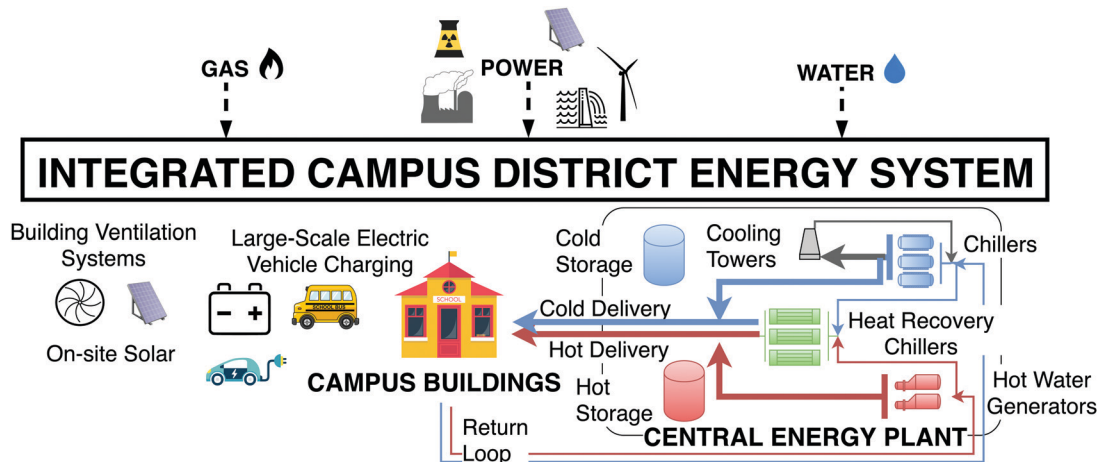 GAS
POWER
WATER
INTEGRATED CAMPUS DISTRICT ENERGY SYSTEM
Building Ventilation
Systems
On-site Solar
Large-Scale Electric
Vehicle Charging
SCHOOL BUS
SCHOOL
CAMPUS BUILDINGS
Cold
Storage
Cooling
Towers
Chillers
Cold Delivery
Hot Delivery
Heat Recovery
Chillers
Hot
Storage
Hot Water
Generators
CENTRAL ENERGY PLANT
Return
Loop